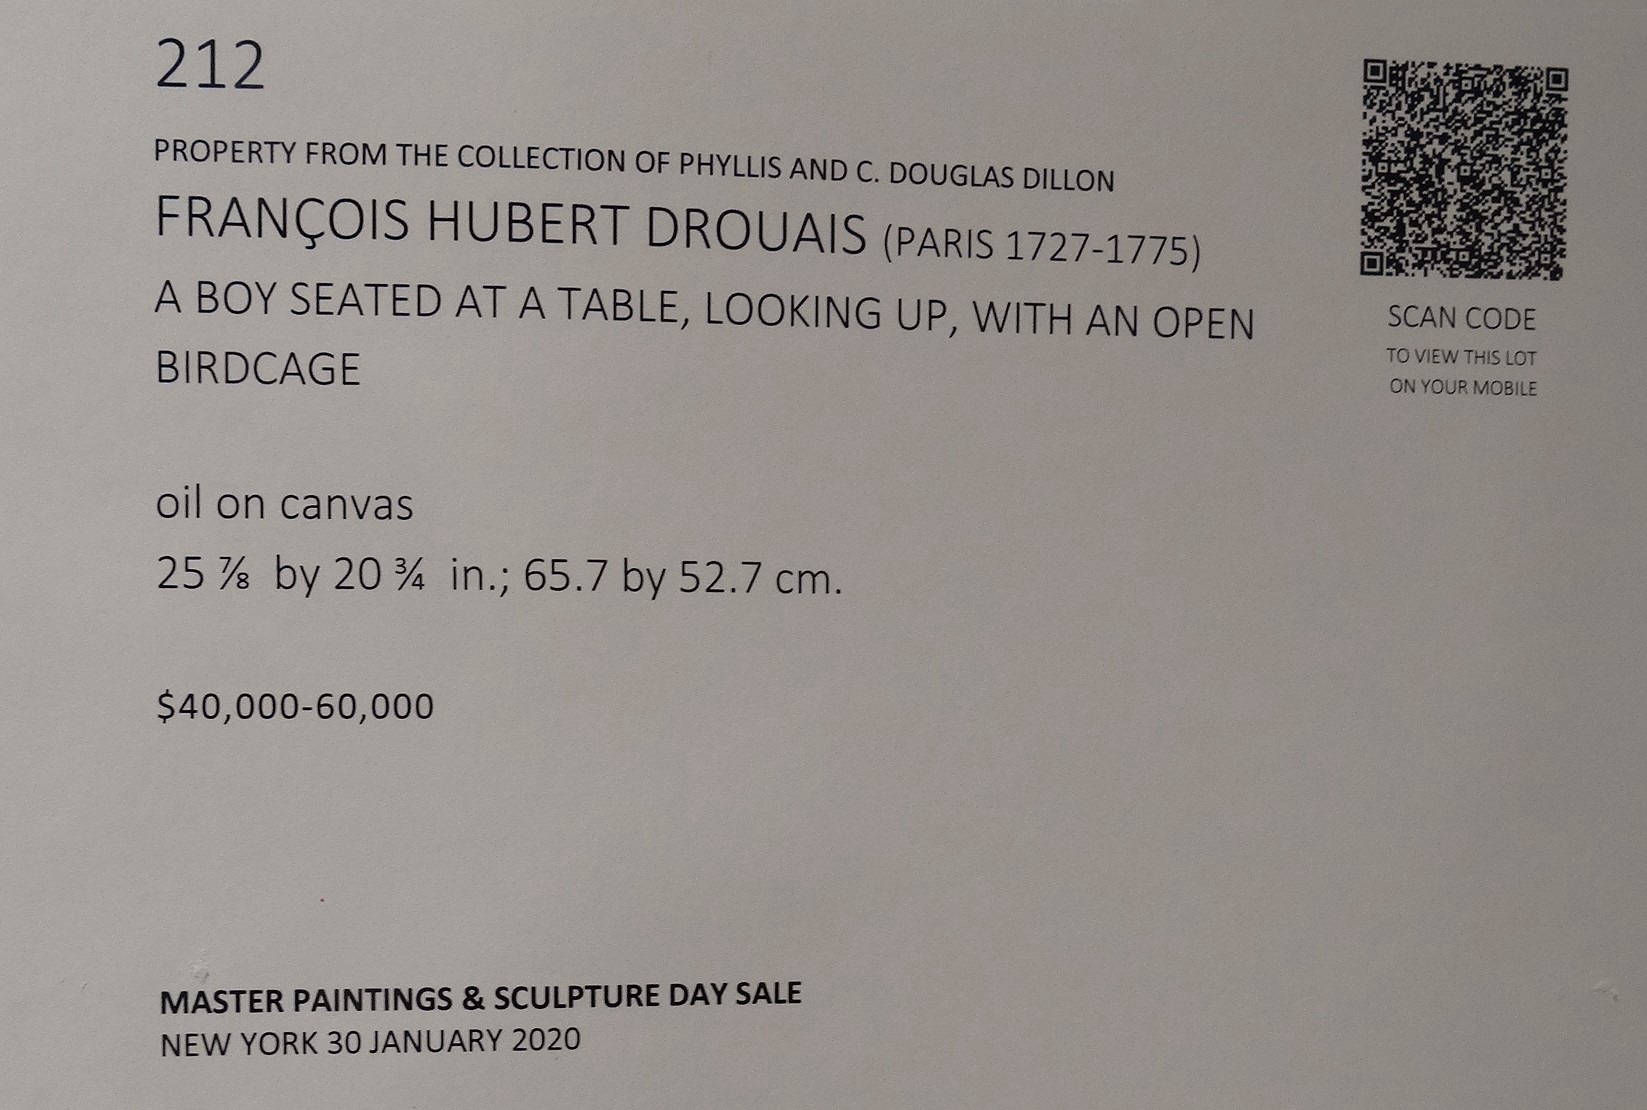 212
PROPERTY FROM THE COLLECTION OF PHYLLIS AND C. DOUGLAS DILLON
FRANÇOIS HUBERT DROUAIS (PARIS 1727-1775)
A BOY SEATED AT A TABLE, LOOKING UP, WITH AN OPEN
BIRDCAGE
oil on canvas
25 ⅞ by 20 ¾ in.; 65.7 by 52.7 cm.
$40,000-60,000
MASTER PAINTINGS & SCULPTURE DAY SALE
NEW YORK 30 JANUARY 2020
SCAN CODE
TO VIEW THIS LOT
ON YOUR MOBILE